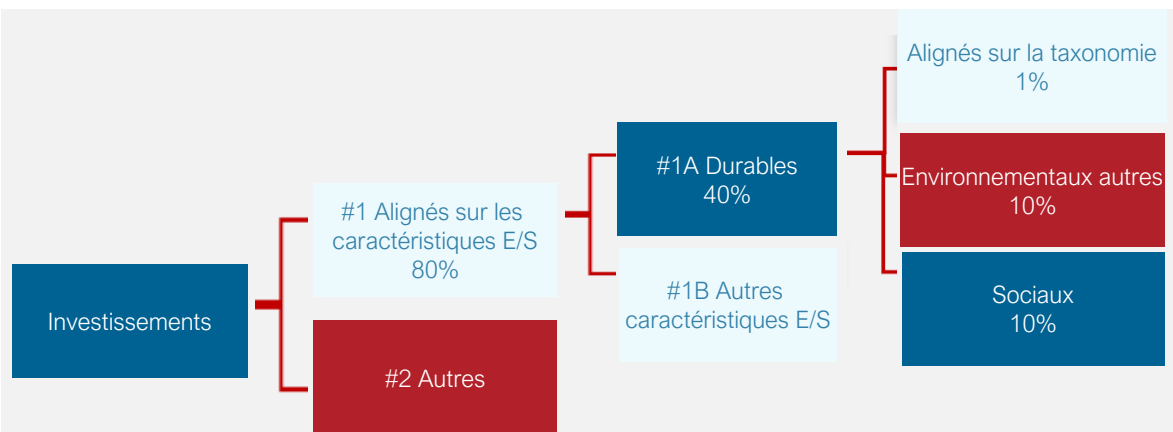 Investissements
#1 Alignés sur les
caractéristiques E/S
80%
#2 Autres
#1A Durables
40%
#1B Autres
caractéristiques E/S
Alignés sur la taxonomie
1%
Environnementaux autres
10%
Sociaux
10%